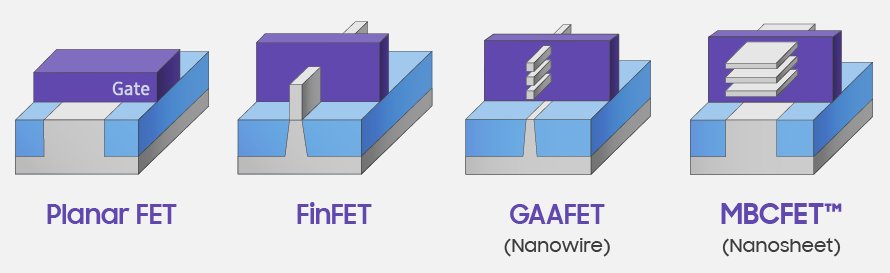 Gate
Planar FET
FinFET
GAAFET
MBCFET™
(Nanowire)
(Nanosheet)